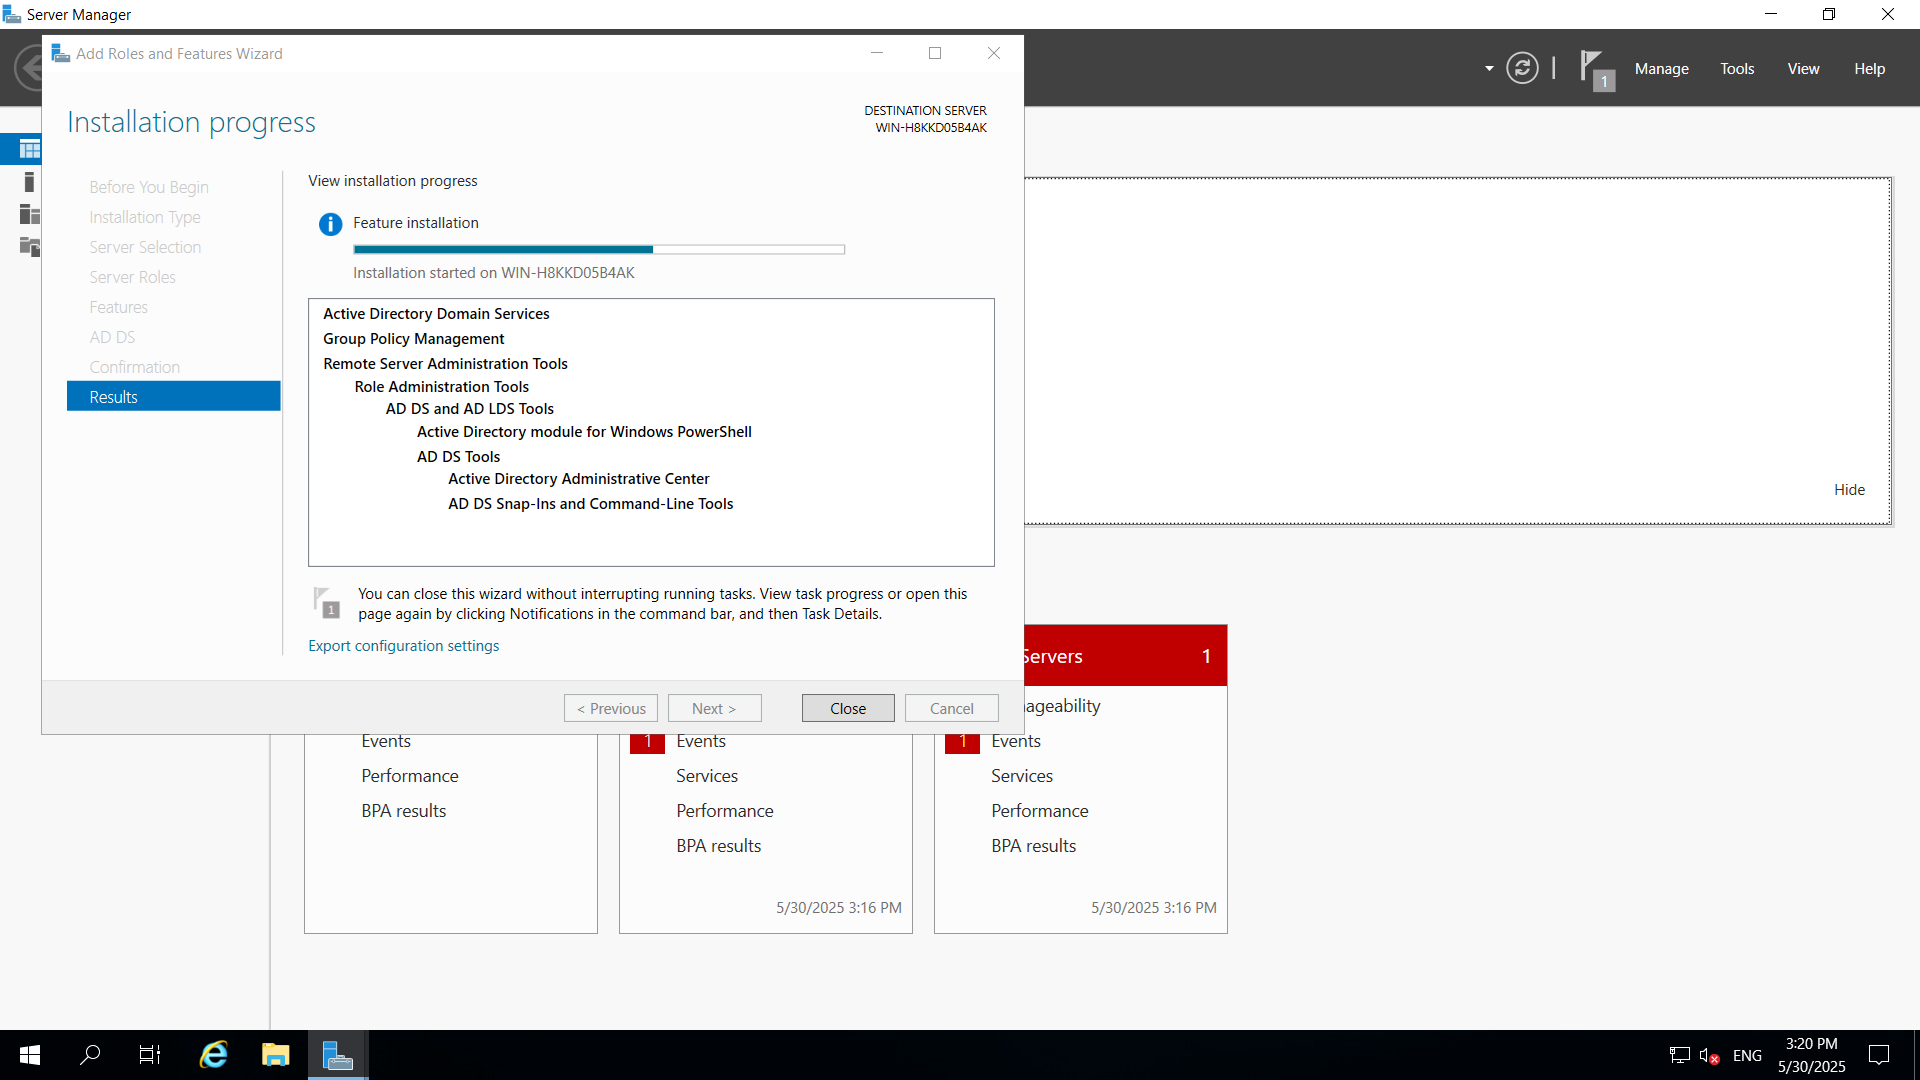 Server Manager
Add Roles and Features Wizard
1
Manage
Tools
View
Help
Installation progress
DESTINATION SERVER
WIN-H8KKD05B4AK
Before You Begin
Installation Type
Server Selection
Server Roles
Features
AD DS
Confirmation
Results
View installation progress
Feature installation
Installation started on WIN-H8KKD05B4AK
Active Directory Domain Services
Group Policy Management
Remote Server Administration Tools
Role Administration Tools
AD DS and AD LDS Tools
Active Directory module for Windows PowerShell
AD DS Tools
Active Directory Administrative Center
AD DS Snap-Ins and Command-Line Tools
1
You can close this wizard without interrupting running tasks. View task progress or open this
page again by clicking Notifications in the command bar, and then Task Details.
Export configuration settings
< Previous
Next >
Close
Cancel
Hide
Servers
1
ageability
Events
Performance
BPA results
1
Events
Services
Performance
BPA results
5/30/2025 3:16 PM
1
Events
Services
Performance
BPA results
5/30/2025 3:16 PM
ENG
3:20 PM
5/30/2025